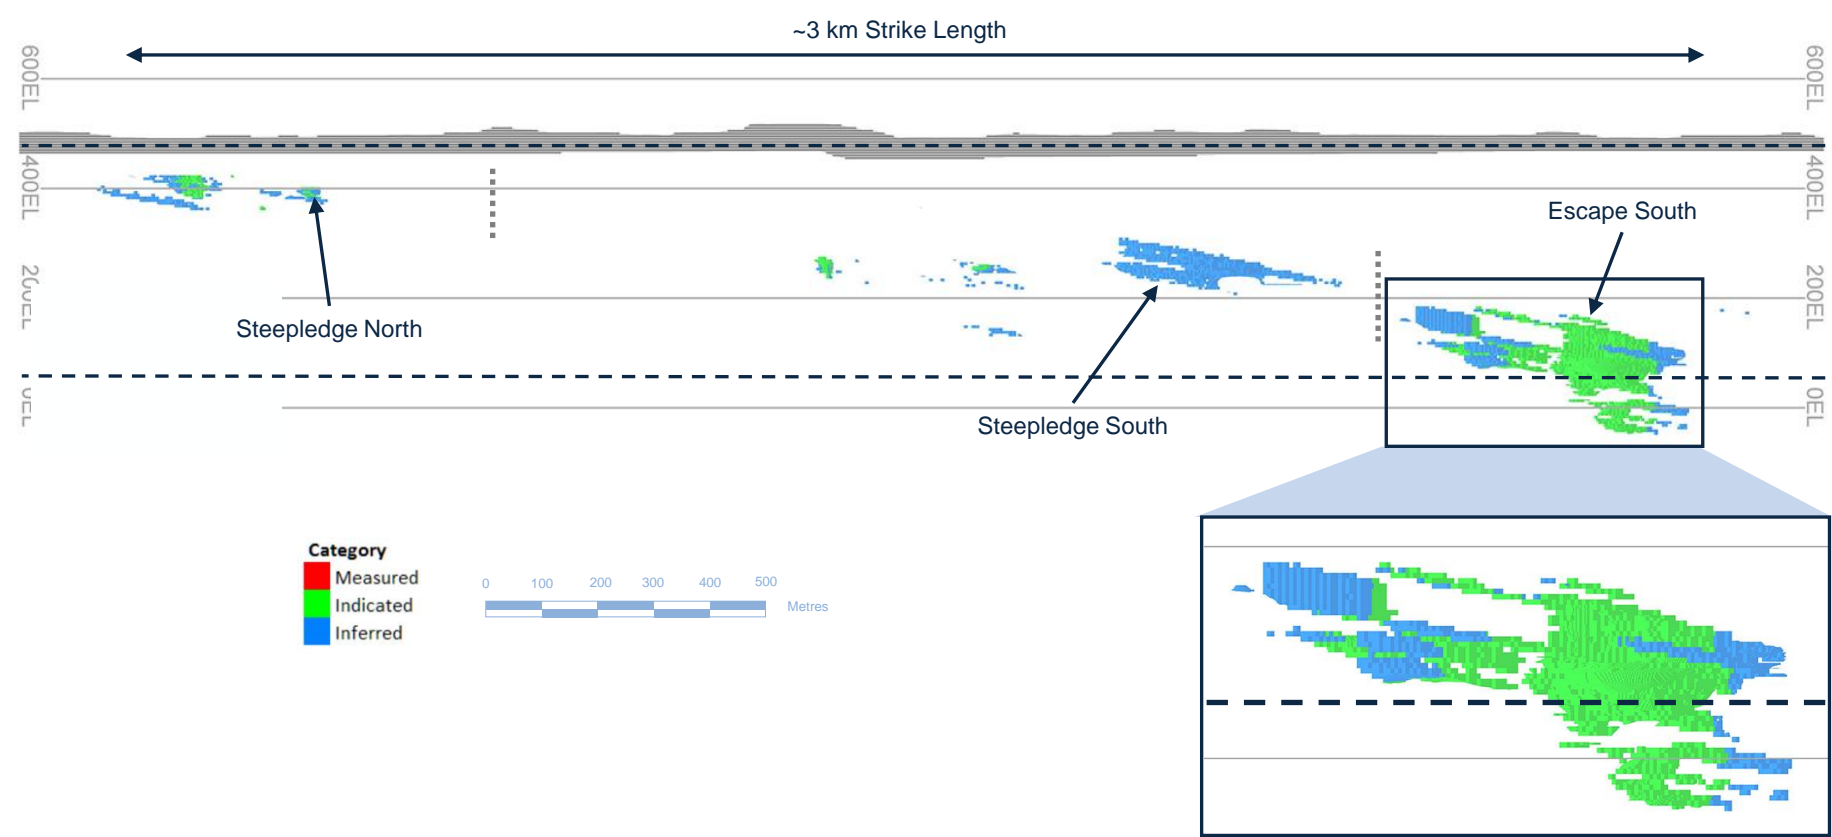 ~3 km Strike Length
600EL
600EL
400EL
400EL
Escape South
200EL
Steepledge North
0EL
Steepledge South
Category
Measured
Indicated
Inferred
0 100 200 300 400 500
Metres